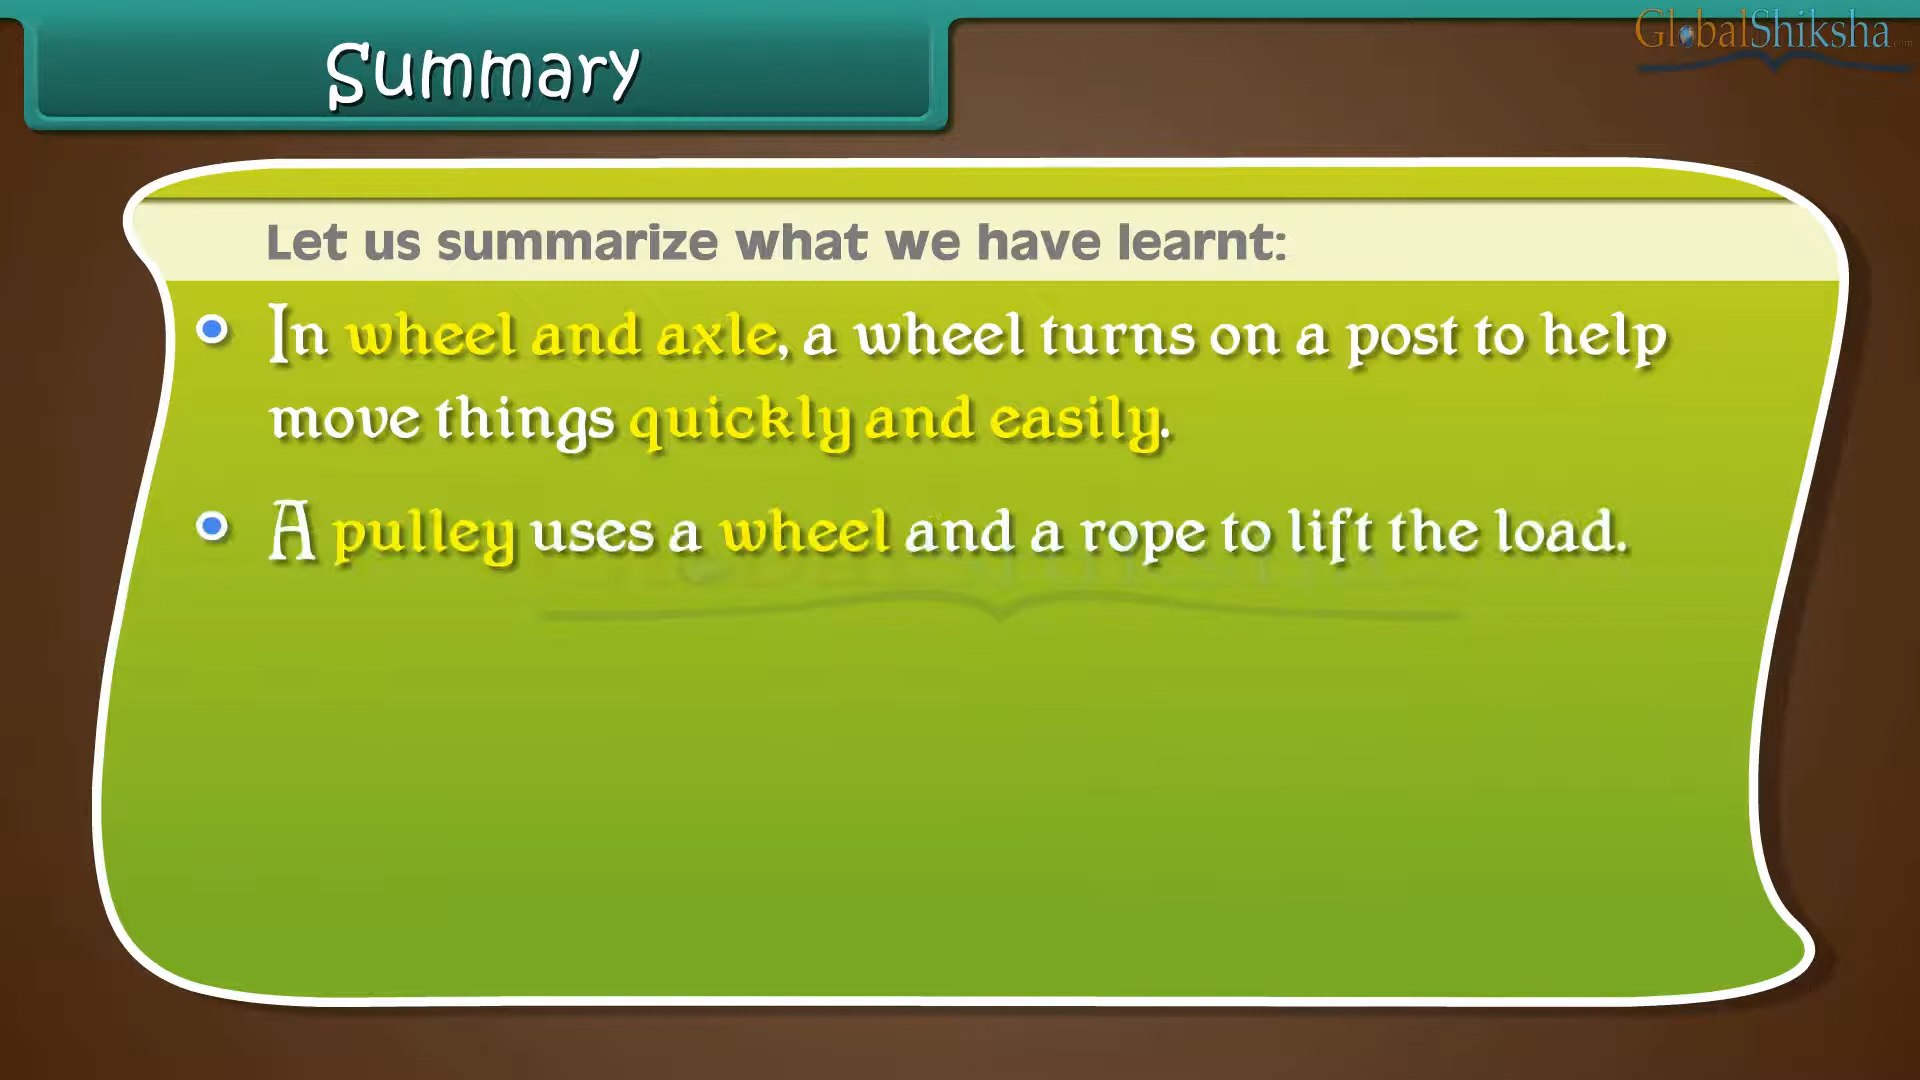 GlobalShiksha.com
Summary
Let us summarize what we have learnt:
In wheel and axle, a wheel turns on a post to help
move things quickly and easily.
A pulley uses a wheel and a rope to lift the load.